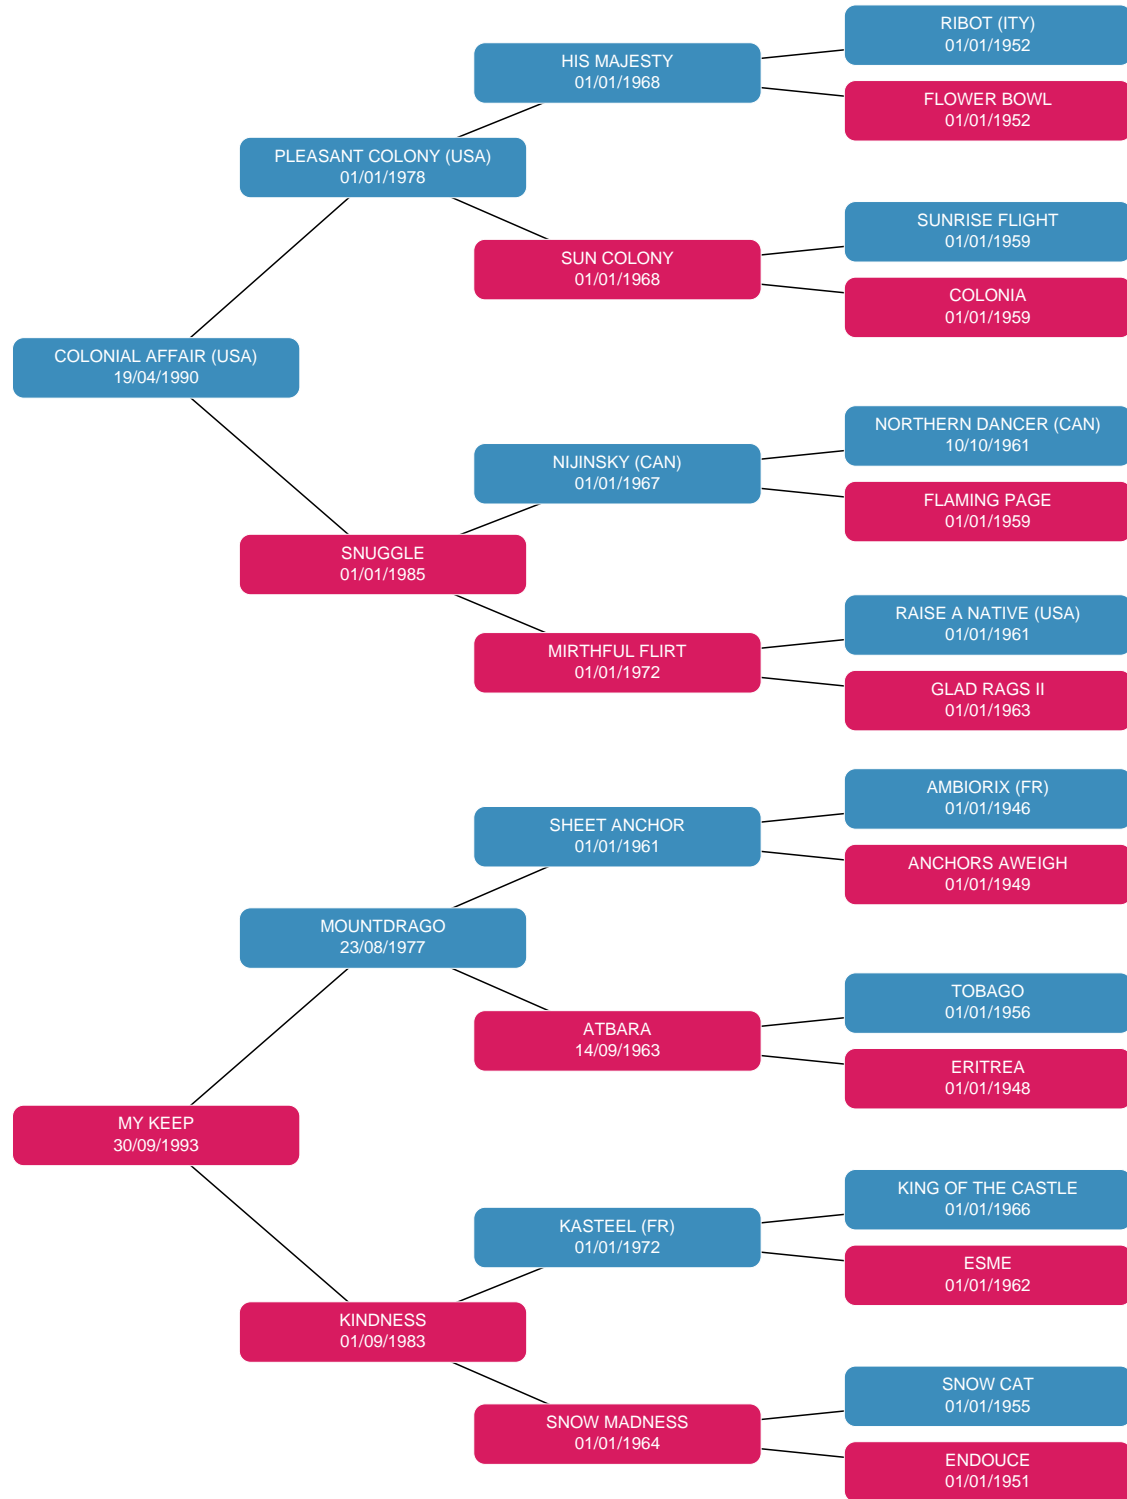 RIBOT (ITY)
01/01/1952
HIS MAJESTY
01/01/1968
FLOWER BOWL
01/01/1952
PLEASANT COLONY (USA)
01/01/1978
SUNRISE FLIGHT
01/01/1959
SUN COLONY
01/01/1968
COLONIA
01/01/1959
COLONIAL AFFAIR (USA)
19/04/1990
NORTHERN DANCER (CAN)
10/10/1961
NIJINSKY (CAN)
01/01/1967
FLAMING PAGE
01/01/1959
SNUGGLE
01/01/1985
RAISE A NATIVE (USA)
01/01/1961
MIRTHFUL FLIRT
01/01/1972
GLAD RAGS II
01/01/1963
AMBIORIX (FR)
01/01/1946
SHEET ANCHOR
01/01/1961
ANCHORS AWEIGH
01/01/1949
MOUNTDRAGO
23/08/1977
TOBAGO
01/01/1956
ATBARA
14/09/1963
ERITREA
01/01/1948
MY KEEP
30/09/1993
KING OF THE CASTLE
01/01/1966
KASTEEL (FR)
01/01/1972
ESME
01/01/1962
KINDNESS
01/09/1983
SNOW CAT
01/01/1955
SNOW MADNESS
01/01/1964
ENDOUCE
01/01/1951